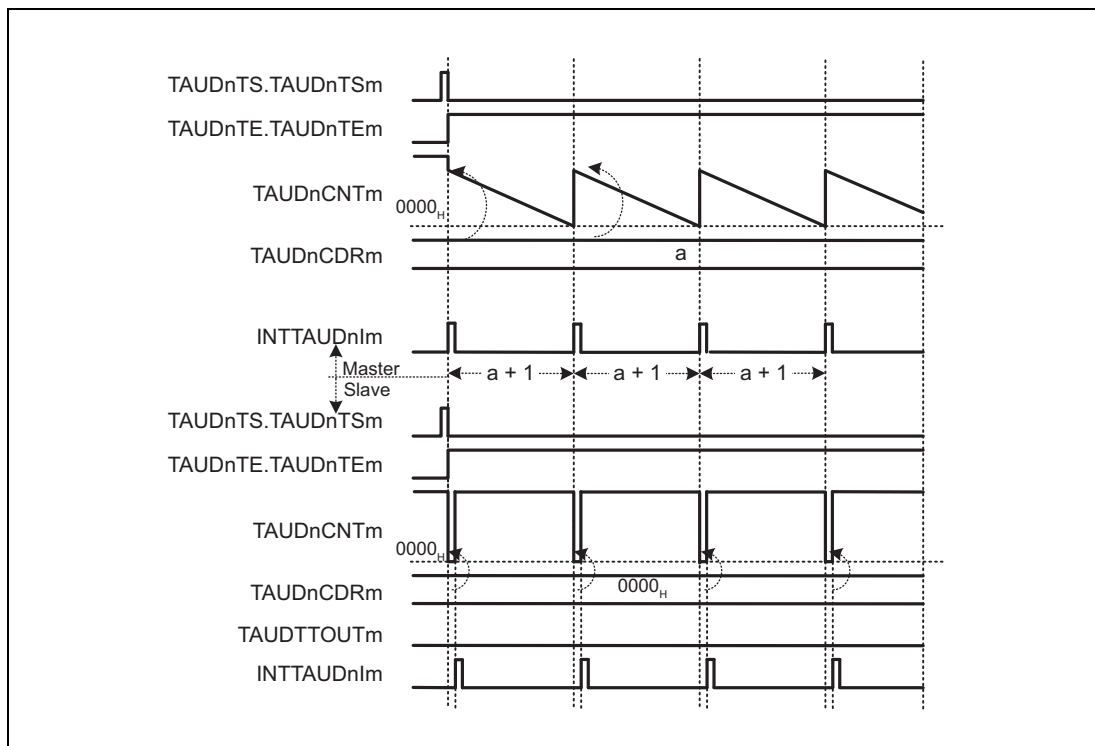 TAUDnTS.TAUDnTSm
TAUDnTE.TAUDnTEm
TAUDnCNTm
0000H
TAUDnCDRm
a
INTTAUDnIm
Master
a + 1 a + 1 a + 1
Slave
TAUDnTS.TAUDnTSm
TAUDnTE.TAUDnTEm
TAUDnCNTm
0000H
TAUDnCDRm
0000H
TAUDTTOUTm
INTTAUDnIm